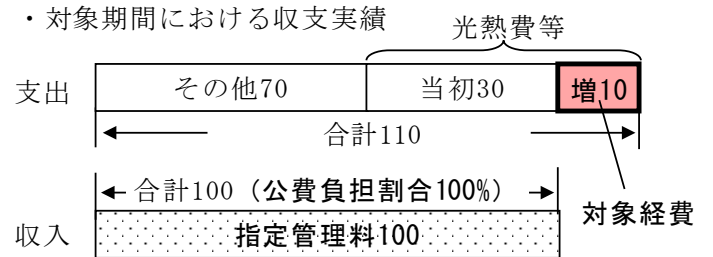 ・対象期間における収支実績
光熱費等
支出 その他70 当初30 増10
合計110
合計100（公費負担割合100%）
対象経費
収入 指定管理料100